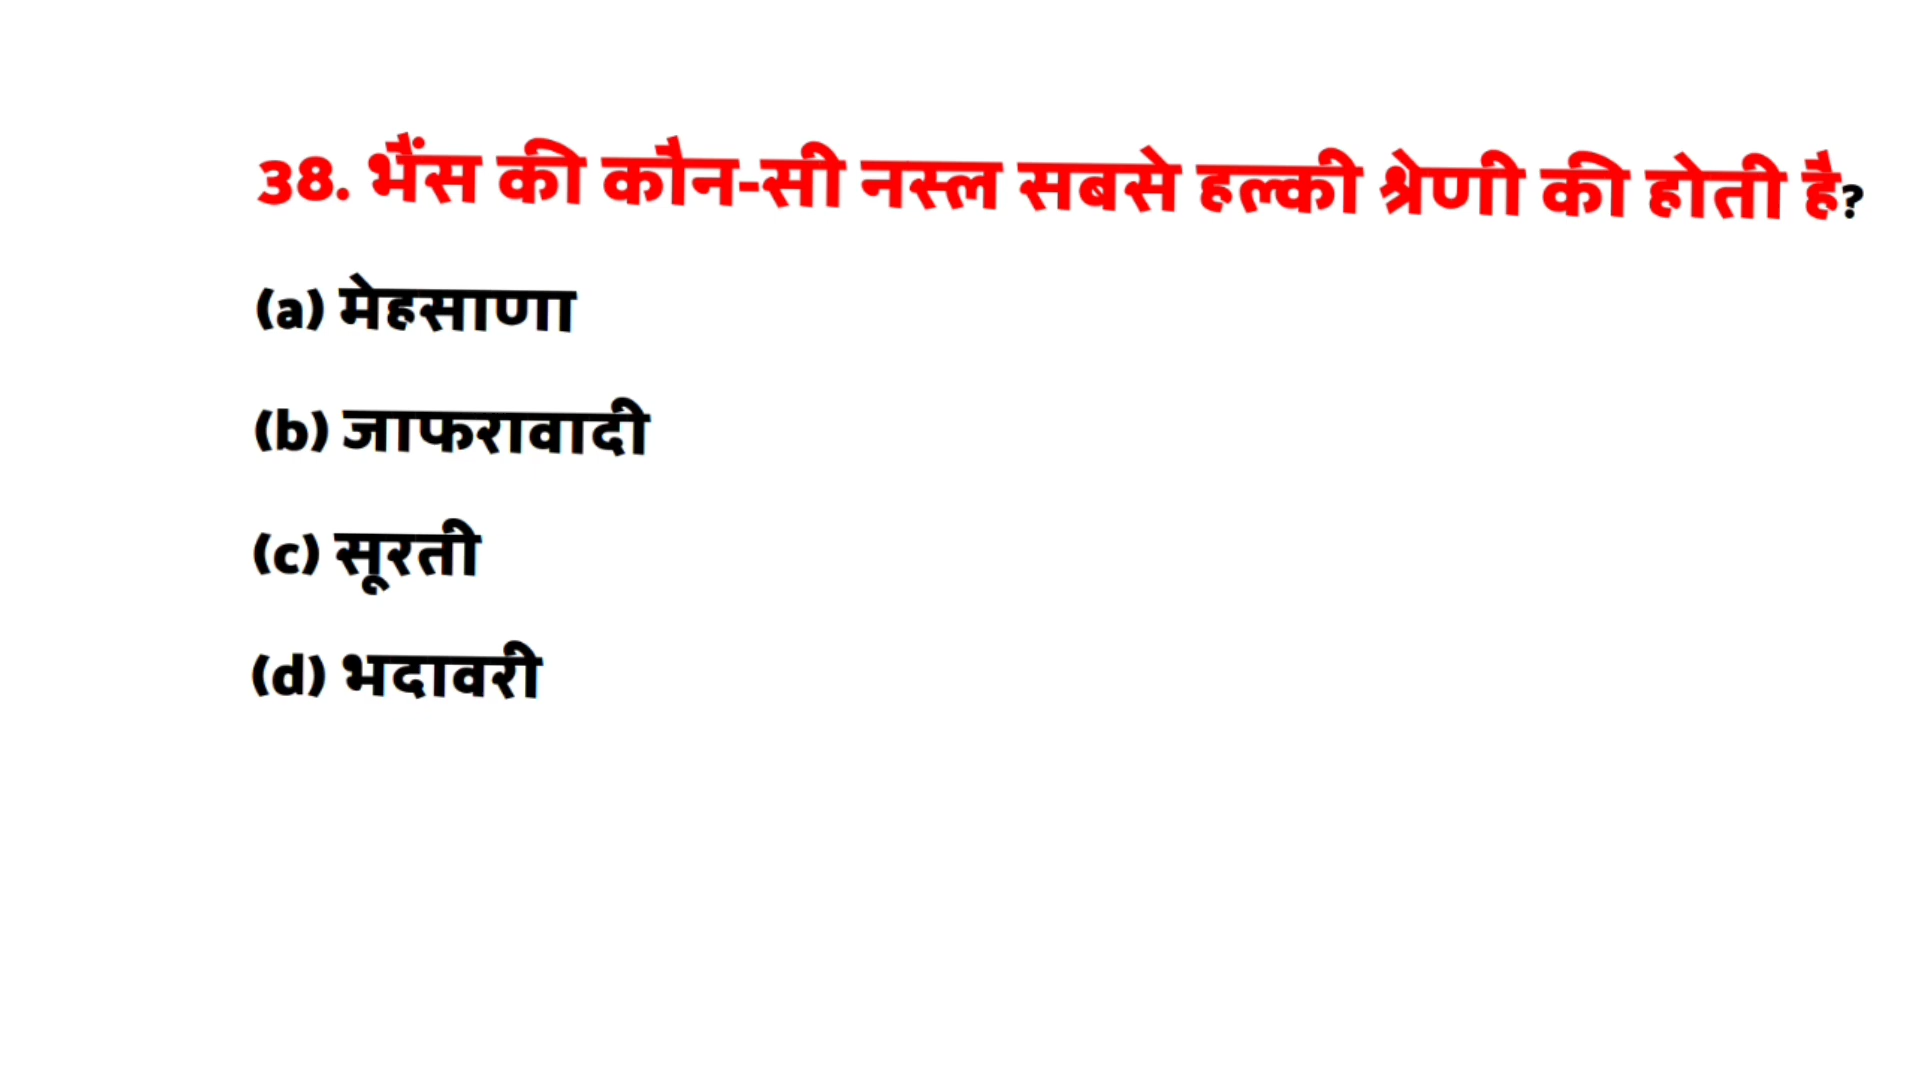 38. भैंस की कौन-सी नस्ल सबसे हल्की श्रेणी की होती है?
(a) मेहसाणा
(b) जाफरावादी
(c) सूरती
(d) भदावरी